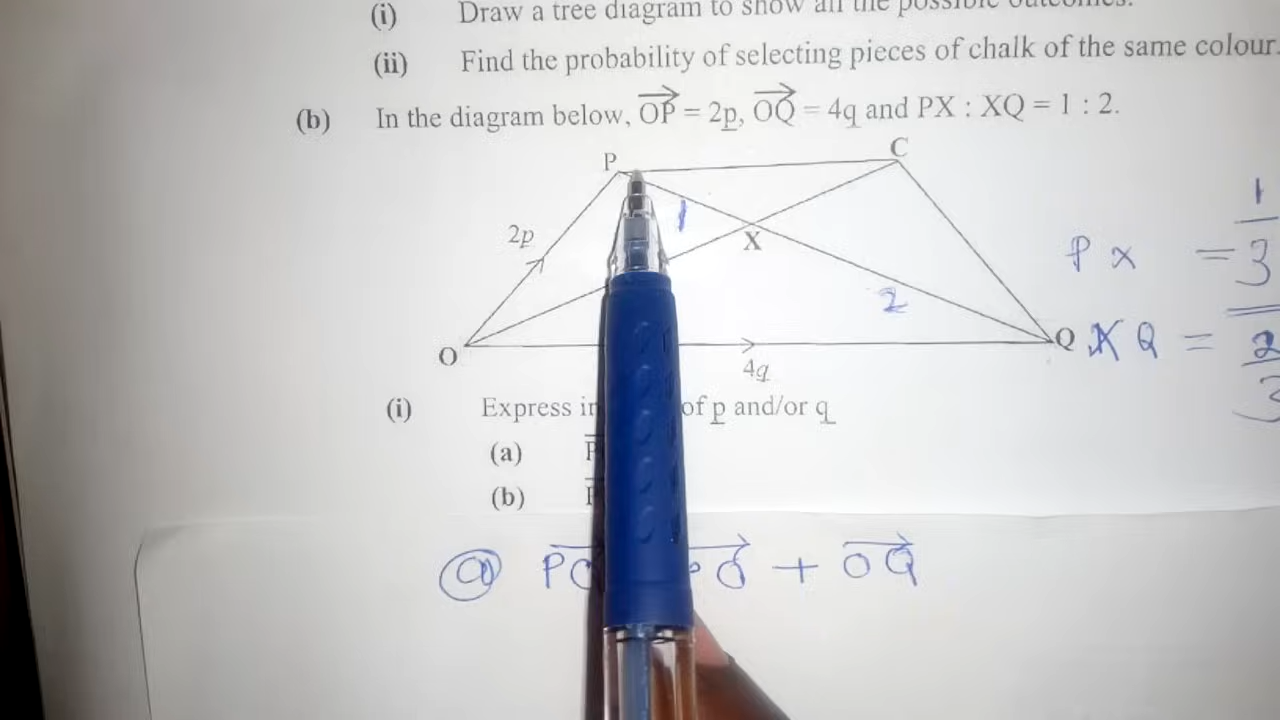 (i) Draw a tree diagram to show all the possible outcomes.
(ii) Find the probability of selecting pieces of chalk of the same colour.
(b) In the diagram below, OP = 2p, OQ = 4q and PX : XQ = 1 : 2.
P C
1
2p X
2
O Q
4q
PX = 1/3
XQ = 2/3
(i) Express in of p and/or q
(a)
(b)
(a) PQ PO + OQ